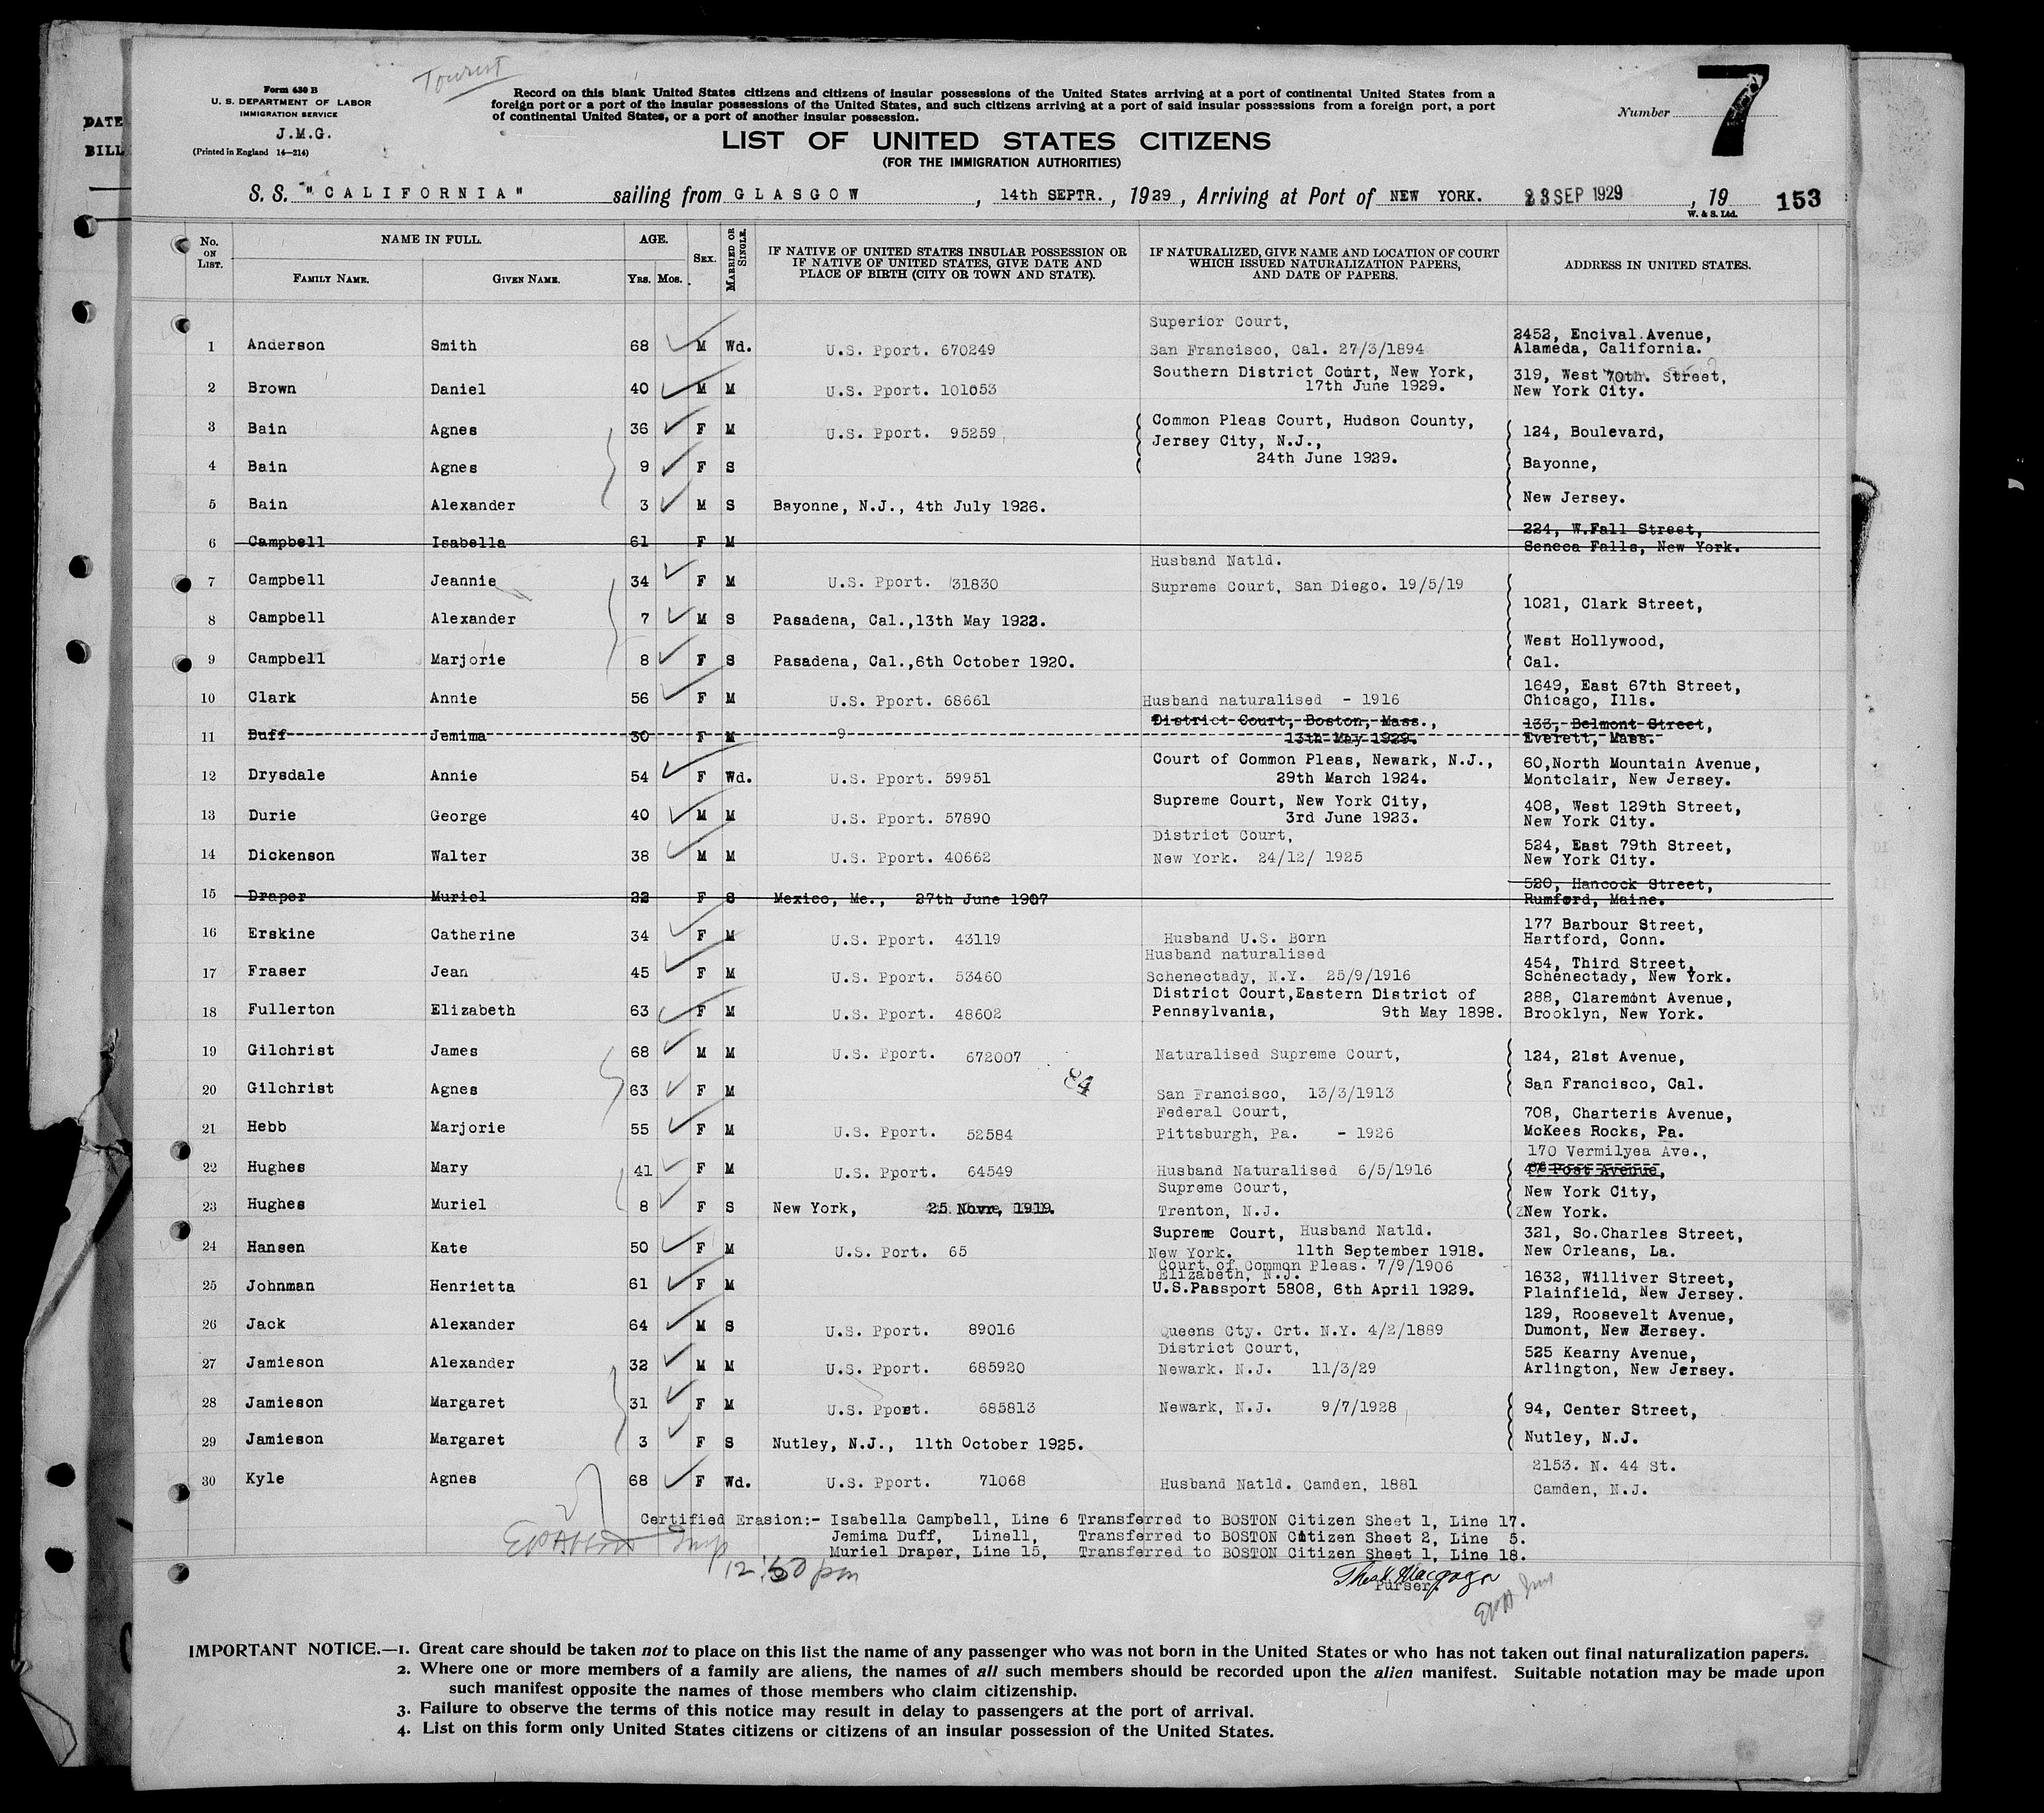 Tourist
Form 630 B
U. S. DEPARTMENT OF LABOR
IMMIGRATION SERVICE
J.M.G.
(Printed in England 14—214)
DATE
BILL
Record on this blank United States citizens and citizens of insular possessions of the United States arriving at a port of continental United States from a
foreign port or a port of the insular possessions of the United States, and such citizens arriving at a port of said insular possessions from a foreign port, a port
of continental United States, or a port of another insular possession.
Number 7
LIST OF UNITED STATES CITIZENS
(FOR THE IMMIGRATION AUTHORITIES)
S. S. "CALIFORNIA" sailing from GLASGOW, 14th SEPTR., 1929, Arriving at Port of NEW YORK. 23 SEP 1929, 19
W. & S. Ltd.
153
No. ON LIST. NAME IN FULL. FAMILY NAME. GIVEN NAME. AGE. Yrs. Mos. SEX. MARRIED OR SINGLE.
IF NATIVE OF UNITED STATES INSULAR POSSESSION OR
IF NATIVE OF UNITED STATES, GIVE DATE AND
PLACE OF BIRTH (CITY OR TOWN AND STATE).
IF NATURALIZED, GIVE NAME AND LOCATION OF COURT
WHICH ISSUED NATURALIZATION PAPERS,
AND DATE OF PAPERS.
ADDRESS IN UNITED STATES.
1 Anderson Smith 68 M Wd. U.S. Pport. 670249 Superior Court, San Francisco, Cal. 27/3/1894 2452, Encival Avenue, Alameda, California.
2 Brown Daniel 40 M M U.S. Pport. 101053 Southern District Court, New York, 17th June 1929. 319, West 70th. Street, New York City.
3 Bain Agnes 36 F M U.S. Pport. 95259 Common Pleas Court, Hudson County, Jersey City, N.J., 24th June 1929. 124, Boulevard,
4 Bain Agnes 9 F S Bayonne,
5 Bain Alexander 3 M S Bayonne, N.J., 4th July 1926. New Jersey.
6 Campbell Isabella 61 F M 224, W.Fall Street, Seneca Falls, New York.
7 Campbell Jeannie 34 F M U.S. Pport. 31830 Husband Natld. Supreme Court, San Diego. 19/5/19
8 Campbell Alexander 7 M S Pasadena, Cal.,13th May 1922. 1021, Clark Street,
9 Campbell Marjorie 8 F S Pasadena, Cal.,6th October 1920. West Hollywood, Cal.
10 Clark Annie 56 F M U.S. Pport. 68661 Husband naturalised - 1916 1649, East 67th Street, Chicago, Ills.
11 Duff Jemima 30 F M 9 District Court, Boston, Mass., 13th May 1929. 133, Belmont Street, Everett, Mass.
12 Drysdale Annie 54 F Wd. U.S. Pport. 59951 Court of Common Pleas, Newark, N.J., 29th March 1924. 60,North Mountain Avenue, Montclair, New Jersey.
13 Durie George 40 M M U.S. Pport. 57890 Supreme Court, New York City, 3rd June 1923. 408, West 129th Street, New York City.
14 Dickenson Walter 38 M M U.S. Pport. 40662 District Court, New York. 24/12/ 1925 524, East 79th Street, New York City.
15 Draper Muriel 22 F S Mexico, Me., 27th June 1907 520, Hancock Street, Rumford, Maine.
16 Erskine Catherine 34 F M U.S. Pport. 43119 Husband U.S. Born 177 Barbour Street, Hartford, Conn.
17 Fraser Jean 45 F M U.S. Pport. 53460 Husband naturalised Schenectady, N.Y. 25/9/1916 454, Third Street, Schenectady, New York.
18 Fullerton Elizabeth 63 F M U.S. Pport. 48602 District Court,Eastern District of Pennsylvania, 9th May 1898. 288, Claremont Avenue, Brooklyn, New York.
19 Gilchrist James 68 M M U.S. Pport. 672007 Naturalised Supreme Court, 124, 21st Avenue,
20 Gilchrist Agnes 63 F M 84 San Francisco, 13/3/1913 San Francisco, Cal.
21 Hebb Marjorie 55 F M U.S. Pport. 52584 Federal Court, Pittsburgh, Pa. - 1926 708, Charteris Avenue, McKees Rocks, Pa.
22 Hughes Mary 41 F M U.S. Pport. 64549 Husband Naturalised 6/5/1916 170 Vermilyea Ave., 47 Post Avenue,
23 Hughes Muriel 8 F S New York, 25 Novr, 1919. Supreme Court, Trenton, N.J. New York City, New York.
24 Hansen Kate 50 F M U.S. Port. 65 Supreme Court, Husband Natld. New York. 11th September 1918. 321, So.Charles Street, New Orleans, La.
25 Johnman Henrietta 61 F M Court of Common Pleas. 7/9/1906 Elizabeth, N.J. U.S.Passport 5808, 6th April 1929. 1632, Williver Street, Plainfield, New Jersey.
26 Jack Alexander 64 M S U.S. Pport. 89016 Queens Cty. Crt. N.Y. 4/2/1889 129, Roosevelt Avenue, Dumont, New Jersey.
27 Jamieson Alexander 32 M M U.S. Pport. 685920 District Court, Newark. N.J. 11/3/29 525 Kearny Avenue, Arlington, New Jersey.
28 Jamieson Margaret 31 F M U.S. Pport. 685813 Newark, N.J. 9/7/1928 94, Center Street,
29 Jamieson Margaret 3 F S Nutley, N.J., 11th October 1925. Nutley, N.J.
30 Kyle Agnes 68 F Wd. U.S. Pport. 71068 Husband Natld. Camden, 1881 2153. N. 44 St. Camden, N.J.
Certified Erasion:- Isabella Campbell, Line 6 Transferred to BOSTON Citizen Sheet 1, Line 17.
Jemima Duff, Line11, Transferred to BOSTON Citizen Sheet 2, Line 5.
Muriel Draper, Line 15, Transferred to BOSTON Citizen Sheet 1, Line 18.
12:50 pm
Purser.
IMPORTANT NOTICE.—1. Great care should be taken not to place on this list the name of any passenger who was not born in the United States or who has not taken out final naturalization papers.
2. Where one or more members of a family are aliens, the names of all such members should be recorded upon the alien manifest. Suitable notation may be made upon
such manifest opposite the names of those members who claim citizenship.
3. Failure to observe the terms of this notice may result in delay to passengers at the port of arrival.
4. List on this form only United States citizens or citizens of an insular possession of the United States.